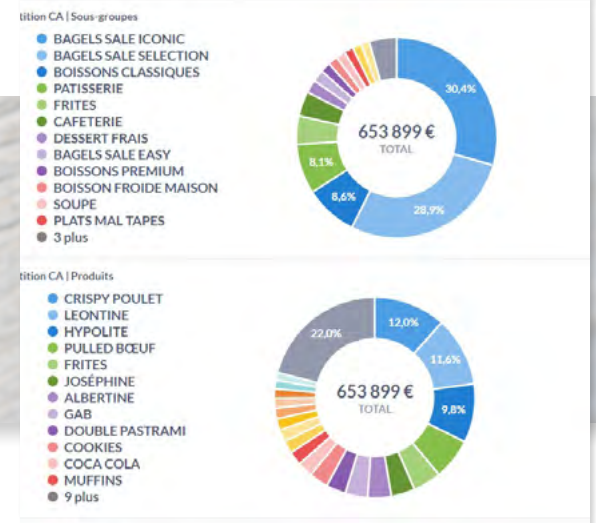 tition CA | Sous-groupes
BAGELS SALE ICONIC
BAGELS SALE SELECTION
BOISSONS CLASSIQUES
PATISSERIE
FRITES
CAFETERIE
DESSERT FRAIS
BAGELS SALE EASY
BOISSONS PREMIUM
BOISSON FROIDE MAISON
SOUPE
PLATS MAL TAPES
3 plus
30,4%
28,9%
8,6%
8,1%
653 899 €
TOTAL
tition CA | Produits
CRISPY POULET
LEONTINE
HYPOLITE
PULLED BŒUF
FRITES
JOSÉPHINE
ALBERTINE
GAB
DOUBLE PASTRAMI
COOKIES
COCA COLA
MUFFINS
9 plus
22,0%
12,0%
11,6%
9,8%
653 899 €
TOTAL